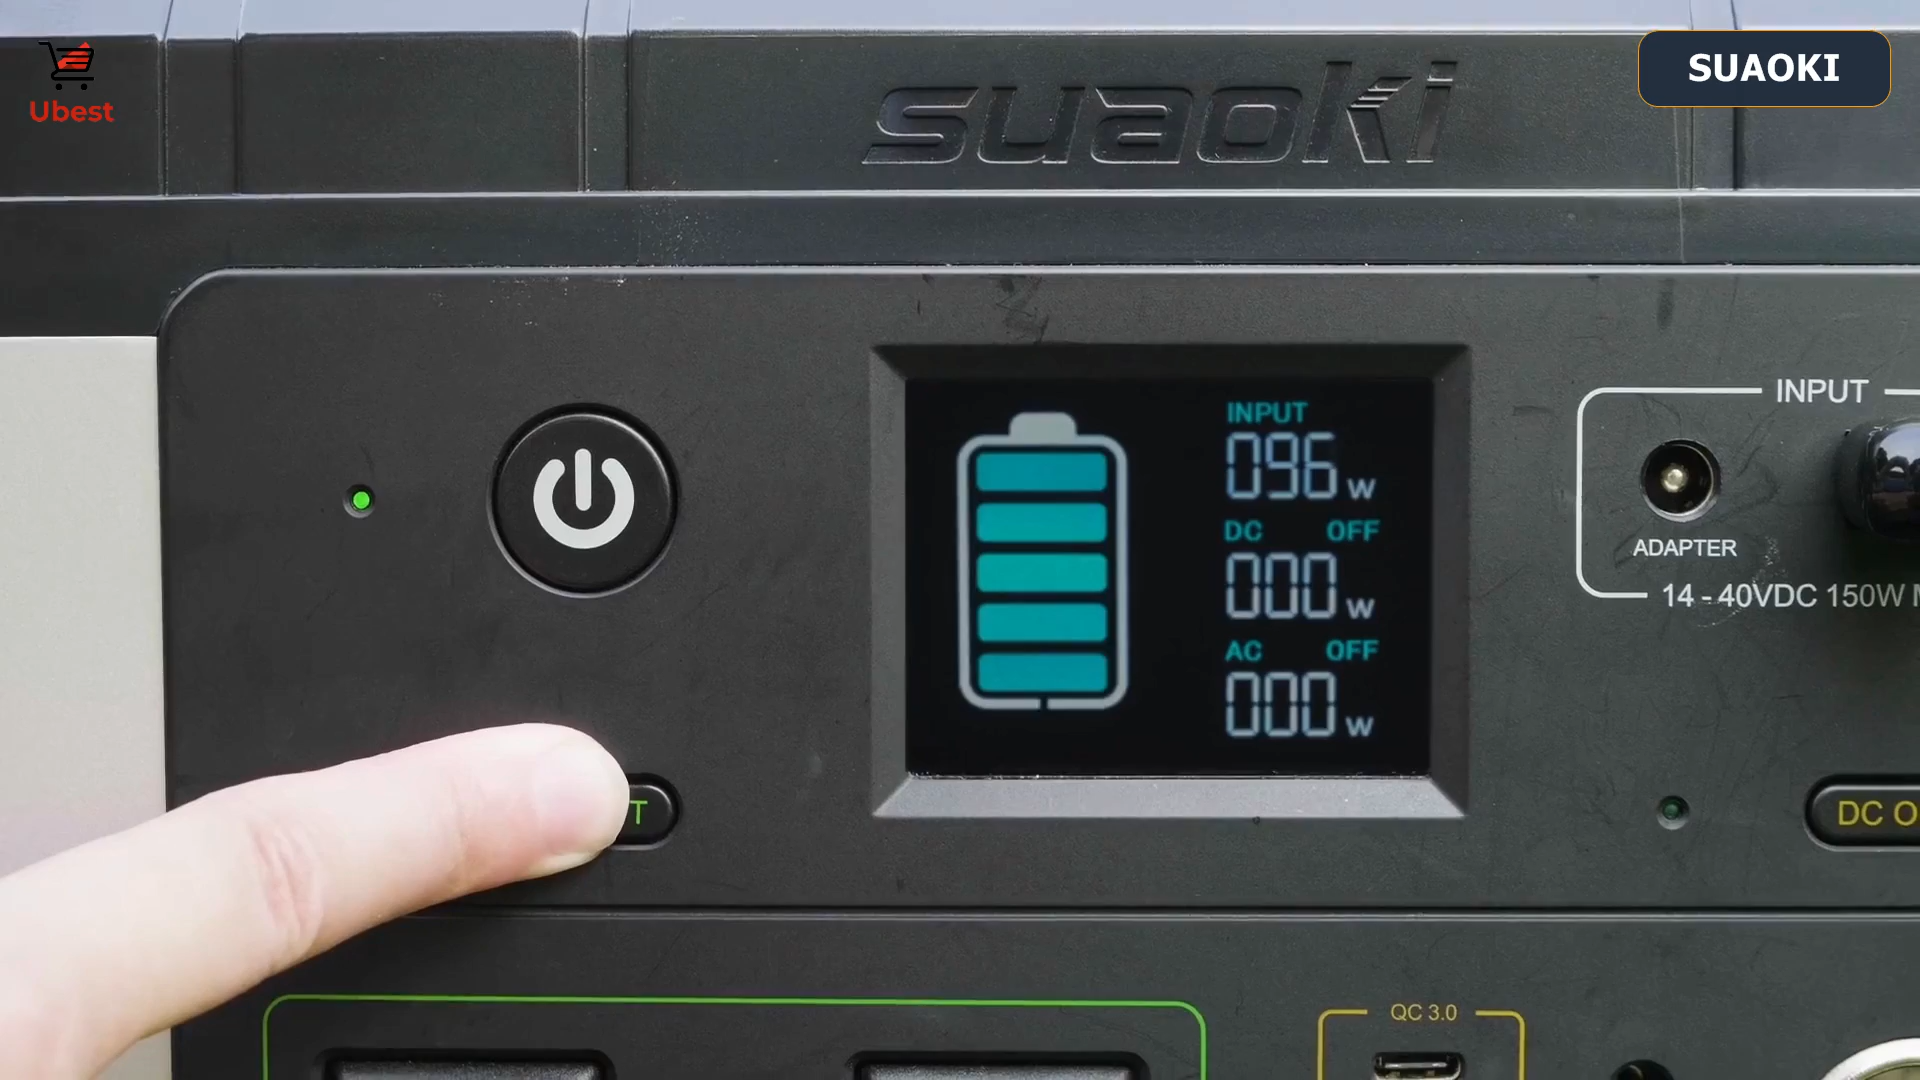 Ubest
suaoki
SUAOKI
INPUT
096 W
DC OFF
000 W
AC OFF
000 W
INPUT
ADAPTER
14 - 40VDC 150W
T
DC O
QC 3.0